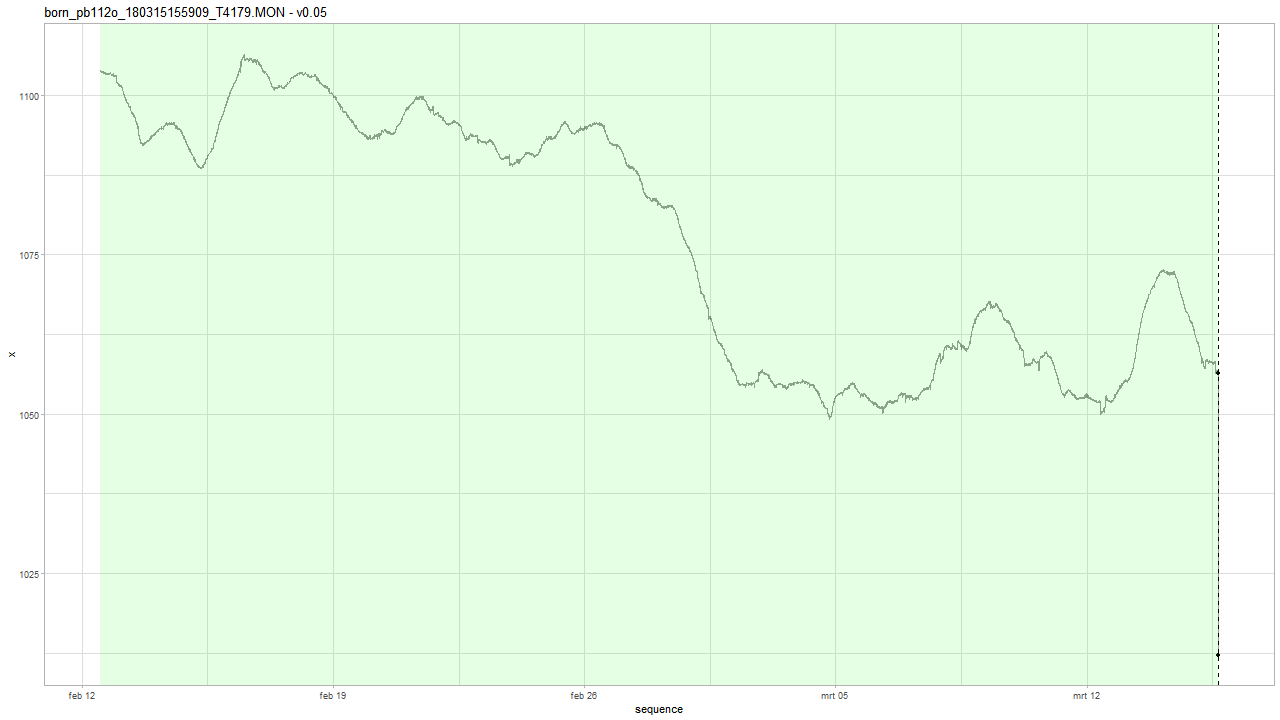 born_pb112o_180315155909_T4179.MON - v0.05
1100
1075
1050
1025
x
feb 12 feb 19 feb 26 mrt 05 mrt 12
sequence